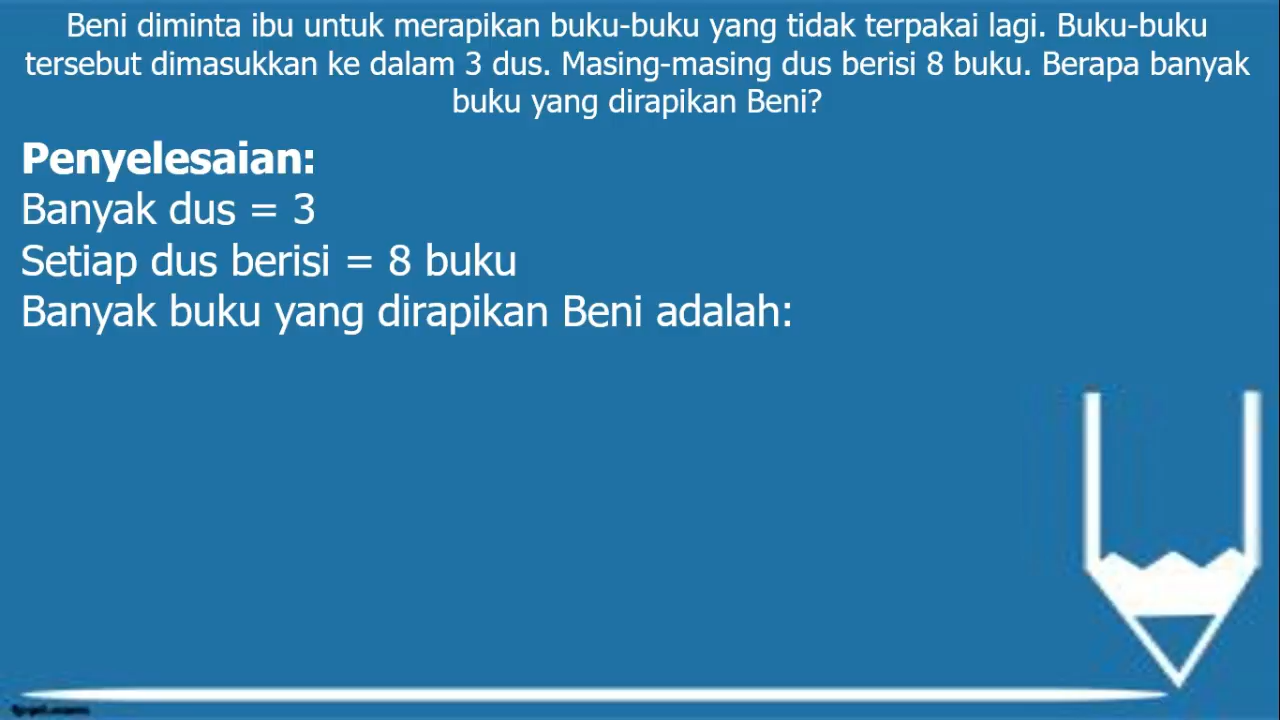 Beni diminta ibu untuk merapikan buku-buku yang tidak terpakai lagi. Buku-buku
tersebut dimasukkan ke dalam 3 dus. Masing-masing dus berisi 8 buku. Berapa banyak
buku yang dirapikan Beni?
Penyelesaian:
Banyak dus = 3
Setiap dus berisi = 8 buku
Banyak buku yang dirapikan Beni adalah: